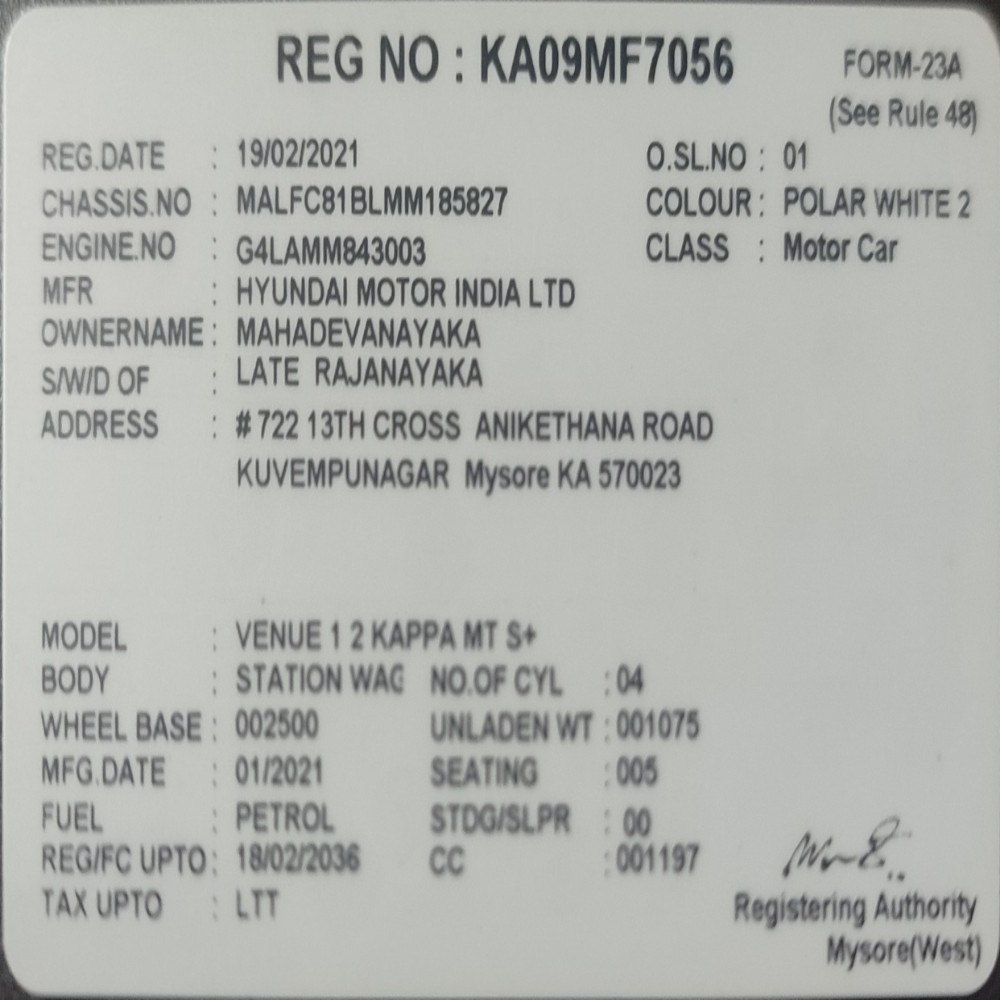 REG NO : KA09MF7056
FORM-23A
(See Rule 48)
REG.DATE : 19/02/2021 O.SL.NO : 01
CHASSIS.NO : MALFC81BLMM185827 COLOUR : POLAR WHITE 2
ENGINE.NO : G4LAMM843003 CLASS : Motor Car
MFR : HYUNDAI MOTOR INDIA LTD
OWNERNAME : MAHADEVANAYAKA
S/W/D OF : LATE RAJANAYAKA
ADDRESS : # 722 13TH CROSS ANIKETHANA ROAD
KUVEMPUNAGAR Mysore KA 570023
MODEL : VENUE 1 2 KAPPA MT S+
BODY : STATION WAG NO.OF CYL : 04
WHEEL BASE : 002500 UNLADEN WT : 001075
MFG.DATE : 01/2021 SEATING : 005
FUEL : PETROL STDG/SLPR : 00
REG/FC UPTO : 18/02/2036 CC : 001197
TAX UPTO : LTT
Registering Authority
Mysore(West)